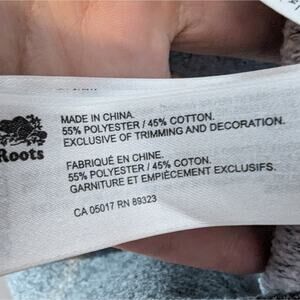 Roots
MADE IN CHINA.
55% POLYESTER / 45% COTTON.
EXCLUSIVE OF TRIMMING AND DECORATION.
FABRIQUÉ EN CHINE.
55% POLYESTER / 45% COTON.
GARNITURE ET EMPIÈCEMENT EXCLUSIFS.
CA 05017 RN 89323